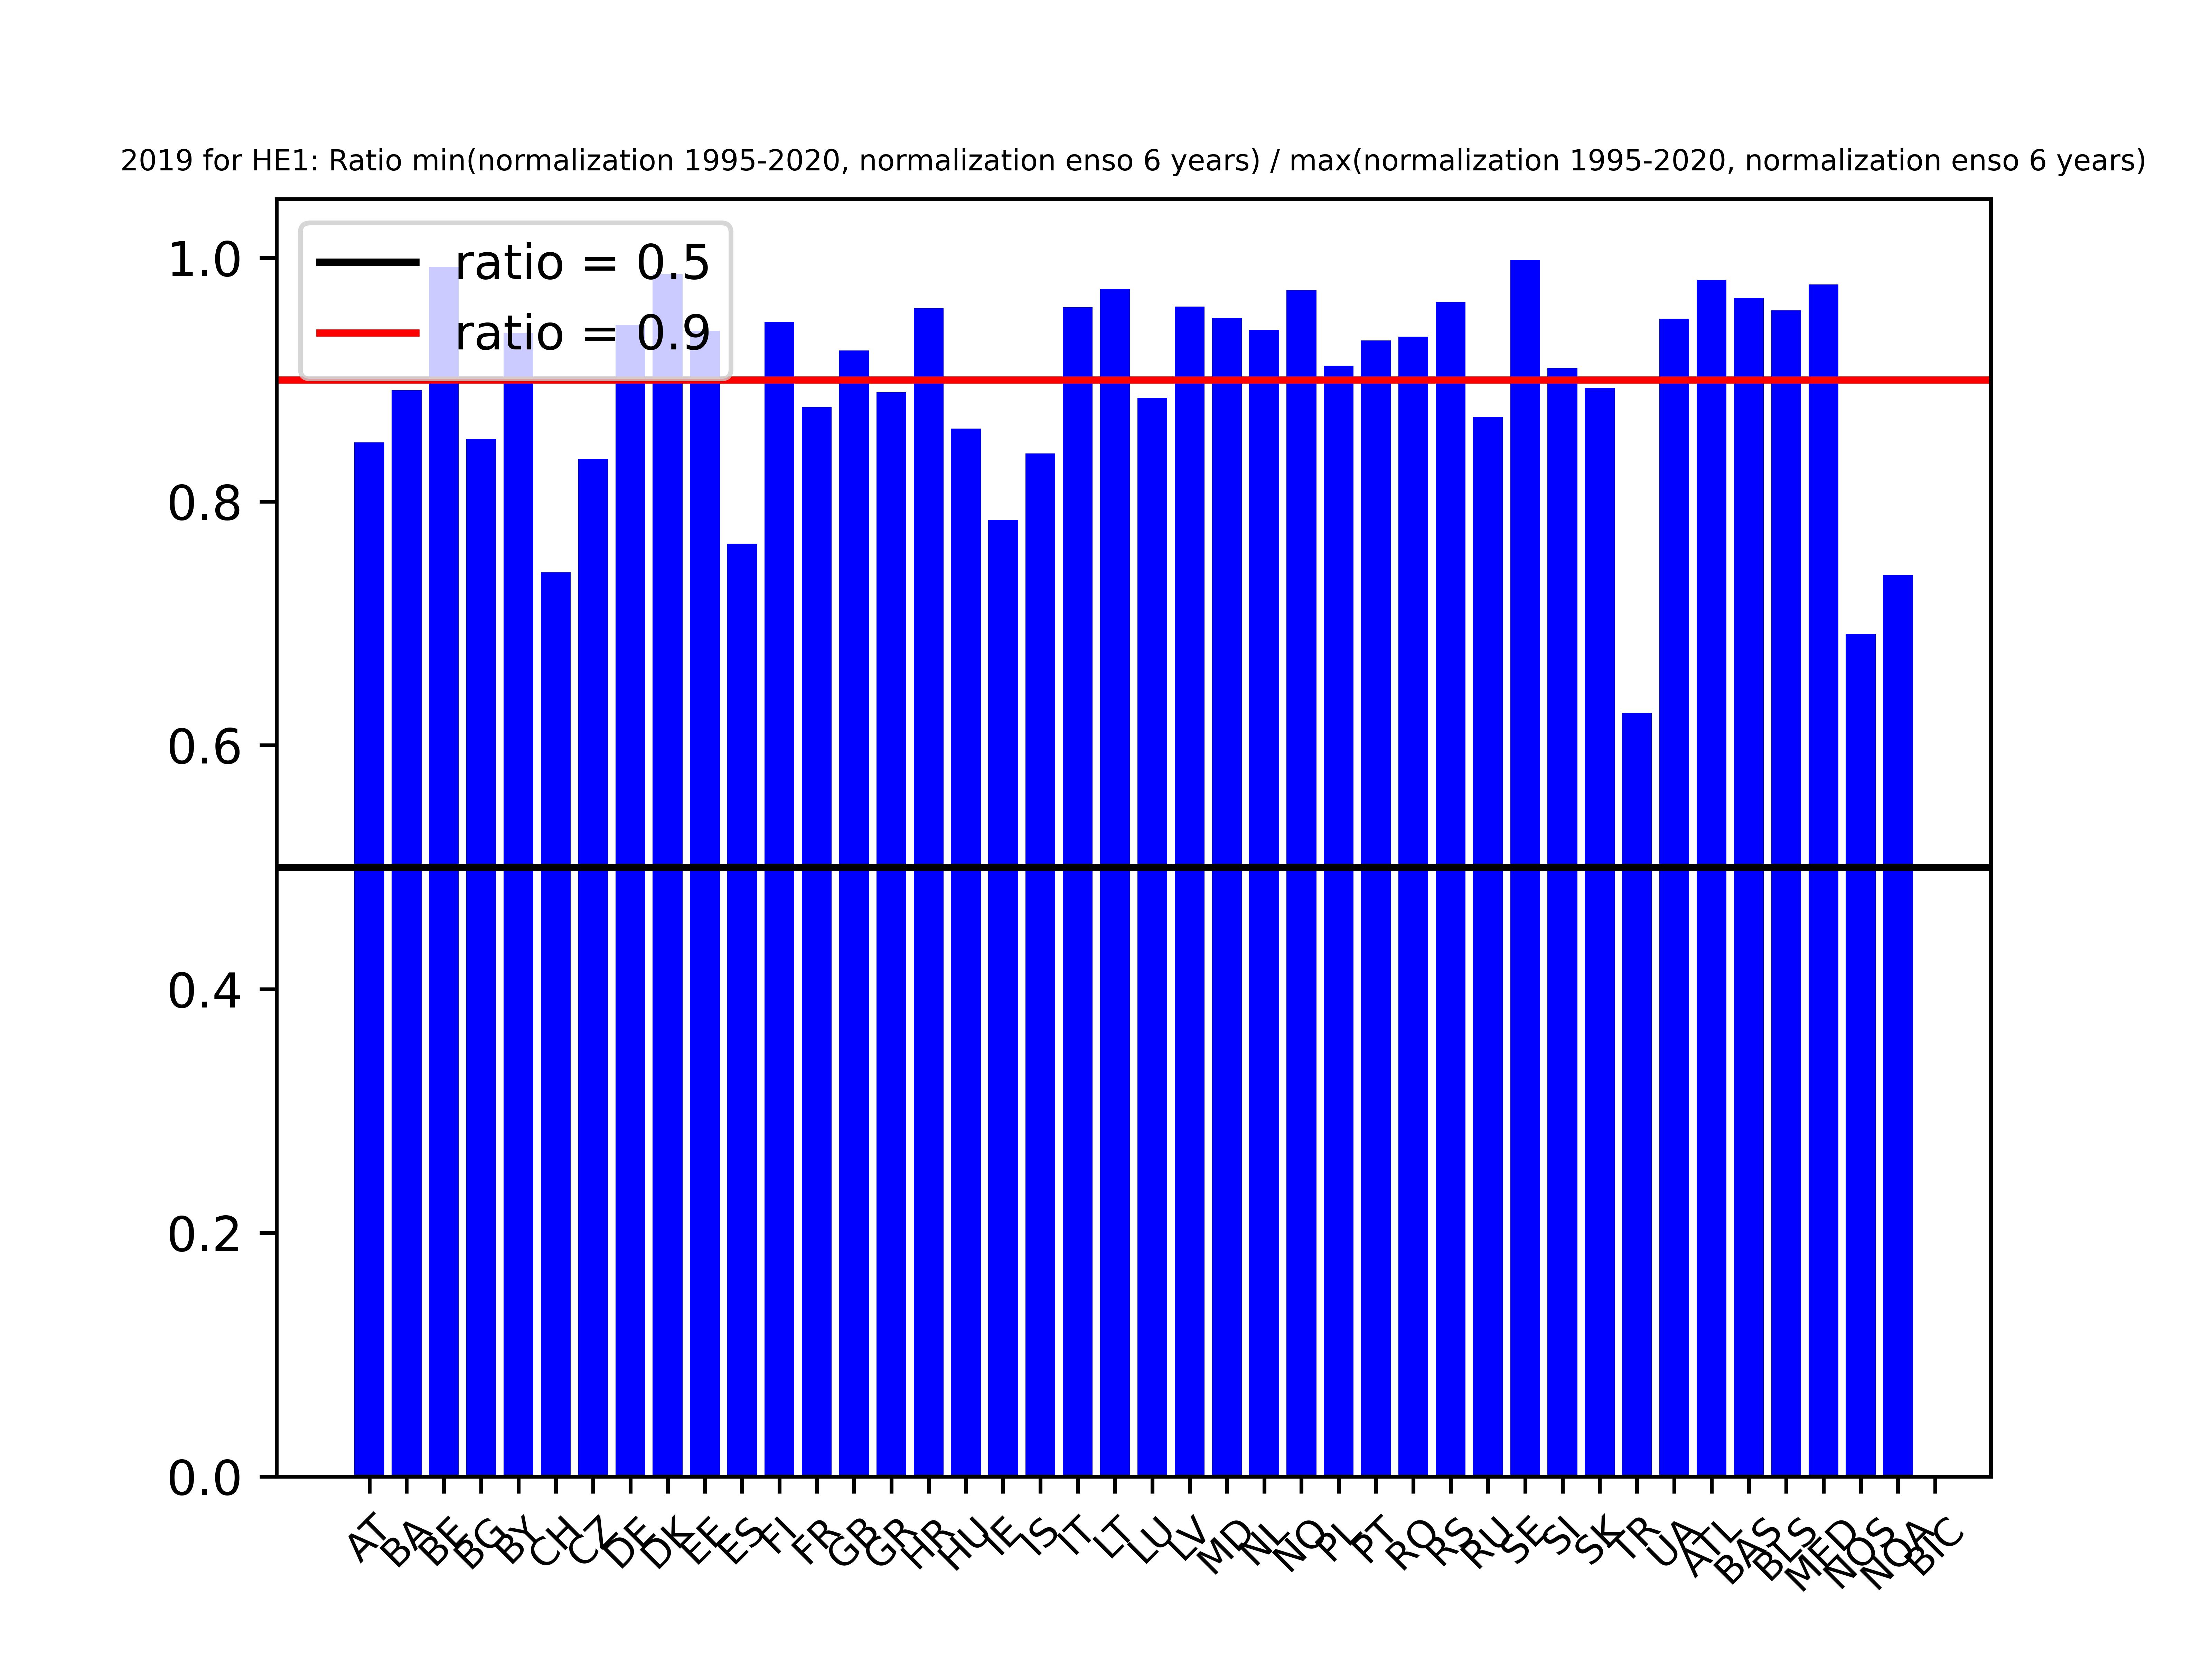 2019 for HE1: Ratio min(normalization 1995-2020, normalization enso 6 years) / max(normalization 1995-2020, normalization enso 6 years)
ratio = 0.5
ratio = 0.9
1.0
0.8
0.6
0.4
0.2
0.0
AT
BA
BE
BG
BY
CH
CZ
DE
DK
EE
ES
FI
FR
GB
GR
HR
HU
IE
IS
IT
LT
LU
LV
MD
NL
NO
PL
PT
RO
RS
RU
SE
SI
SK
TR
UA
ATL
BAS
BLS
MED
NOS
NOA
BIC